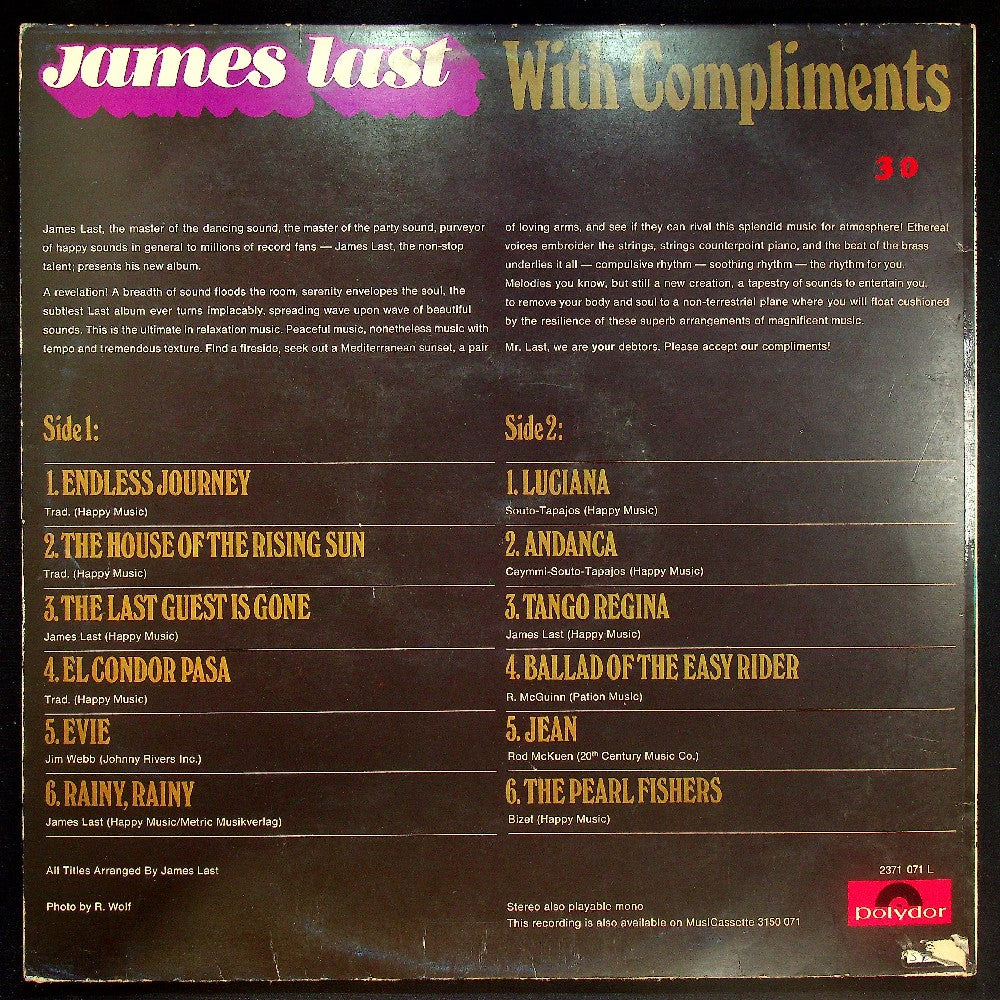 James last
With Compliments
30
James Last, the master of the dancing sound, the master of the party sound, purveyor
of happy sounds in general to millions of record fans — James Last, the non-stop
talent; presents his new album.
A revelation! A breadth of sound floods the room, serenity envelopes the soul, the
subtlest Last album ever turns implacably, spreading wave upon wave of beautiful
sounds. This is the ultimate in relaxation music. Peaceful music, nonetheless music with
tempo and tremendous texture. Find a fireside, seek out a Mediterranean sunset, a pair
of loving arms, and see if they can rival this splendid music for atmosphere! Ethereal
voices embroider the strings, strings counterpoint piano, and the beat of the brass
underlies it all — compulsive rhythm — soothing rhythm — the rhythm for you.
Melodies you know, but still a new creation, a tapestry of sounds to entertain you,
to remove your body and soul to a non-terrestrial plane where you will float cushioned
by the resilience of these superb arrangements of magnificent music.
Mr. Last, we are your debtors. Please accept our compliments!
Side 1:
1. ENDLESS JOURNEY
Trad. (Happy Music)
2. THE HOUSE OF THE RISING SUN
Trad. (Happy Music)
3. THE LAST GUEST IS GONE
James Last (Happy Music)
4. EL CONDOR PASA
Trad. (Happy Music)
5. EVIE
Jim Webb (Johnny Rivers Inc.)
6. RAINY, RAINY
James Last (Happy Music/Metric Musikverlag)
Side 2:
1. LUCIANA
Souto-Tapajos (Happy Music)
2. ANDANCA
Caymmi-Souto-Tapajos (Happy Music)
3. TANGO REGINA
James Last (Happy Music)
4. BALLAD OF THE EASY RIDER
R. McGuinn (Pation Music)
5. JEAN
Rod McKuen (20th Century Music Co.)
6. THE PEARL FISHERS
Bizet (Happy Music)
All Titles Arranged By James Last
Photo by R. Wolf
Stereo also playable mono
This recording is also available on MusiCassette 3150 071
2371 071 L
polydor